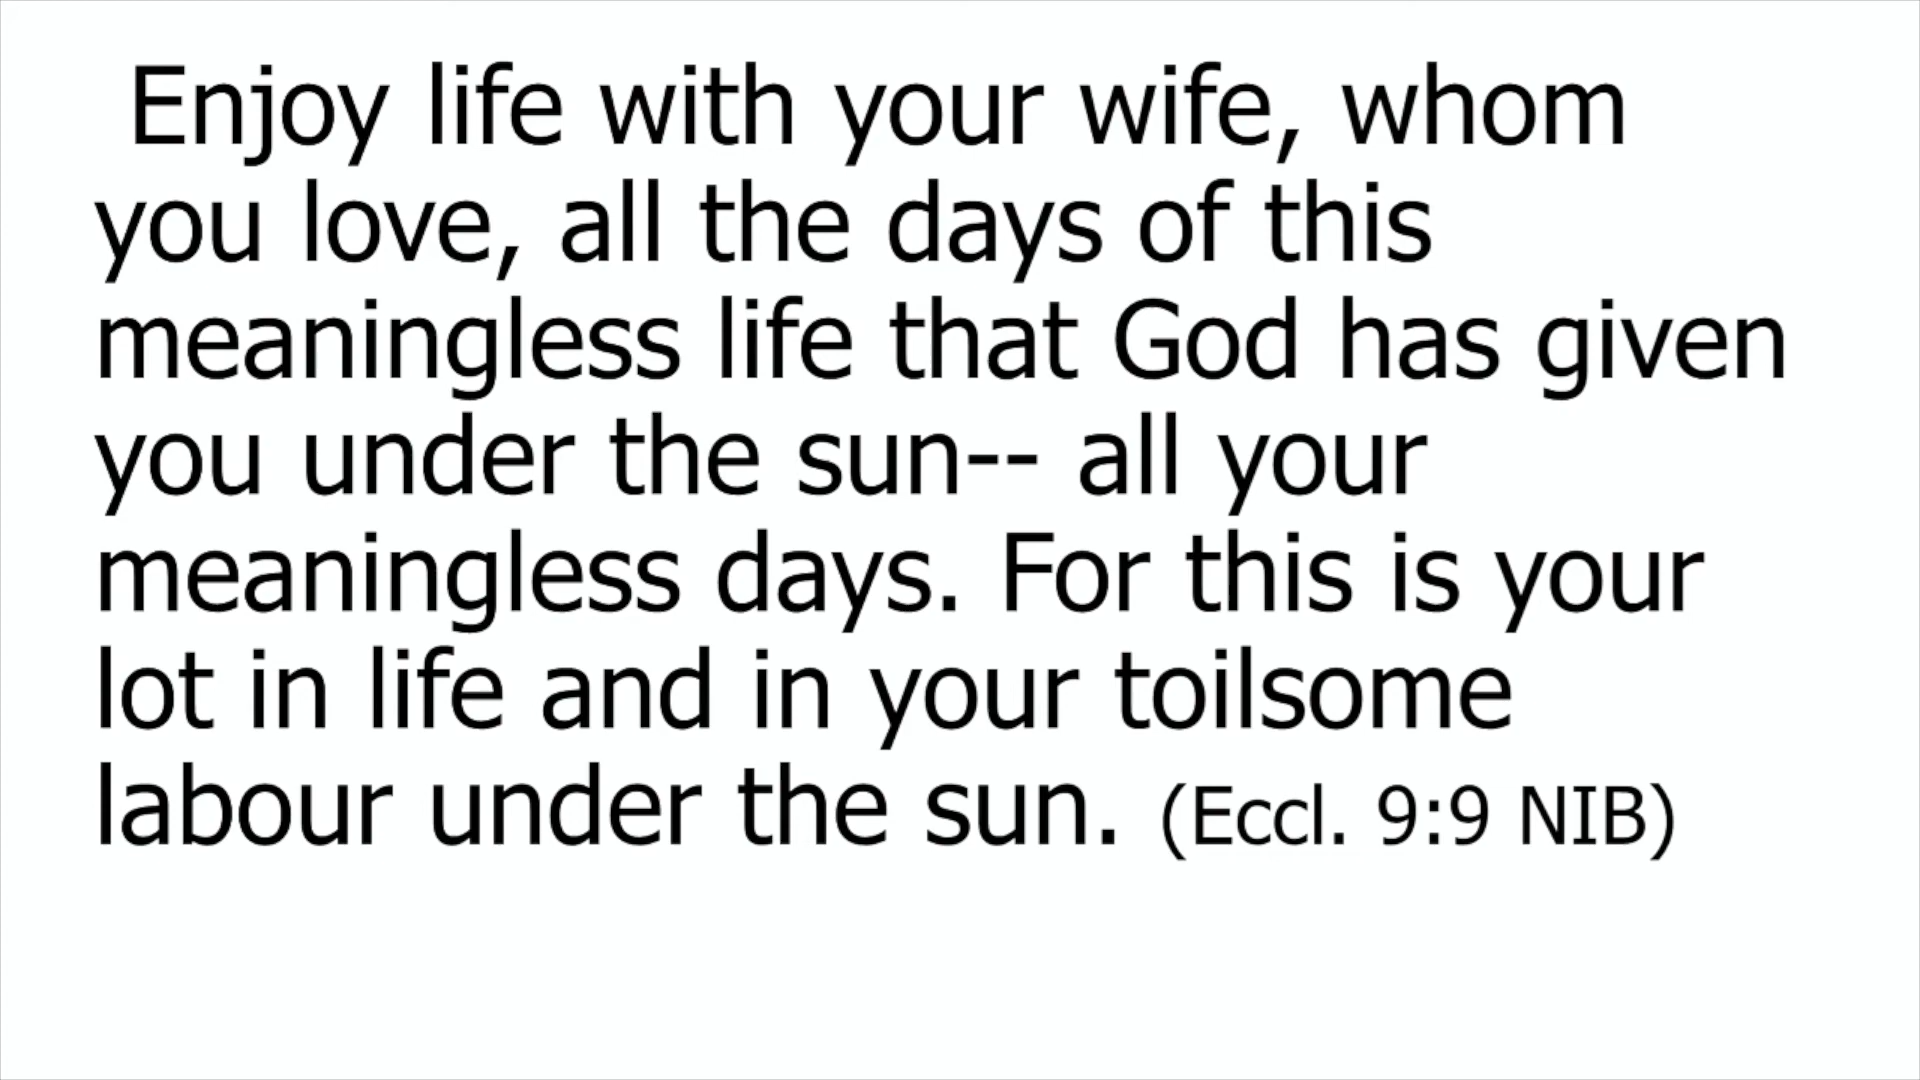 Enjoy life with your wife, whom
you love, all the days of this
meaningless life that God has given
you under the sun-- all your
meaningless days. For this is your
lot in life and in your toilsome
labour under the sun. (Eccl. 9:9 NIB)